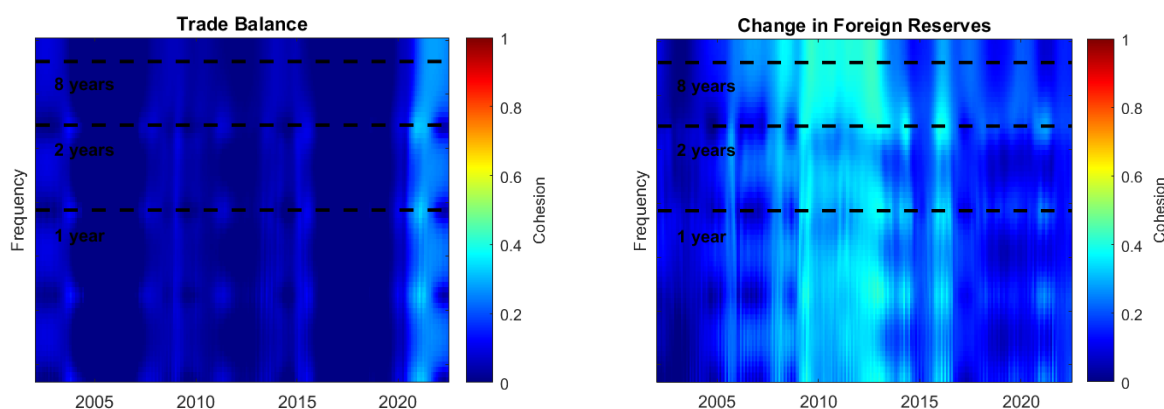 Trade Balance
Frequency
8 years
2 years
1 year
2005 2010 2015 2020
1
0.8
0.6
0.4
0.2
0
Cohesion
Change in Foreign Reserves
Frequency
8 years
2 years
1 year
2005 2010 2015 2020
1
0.8
0.6
0.4
0.2
0
Cohesion